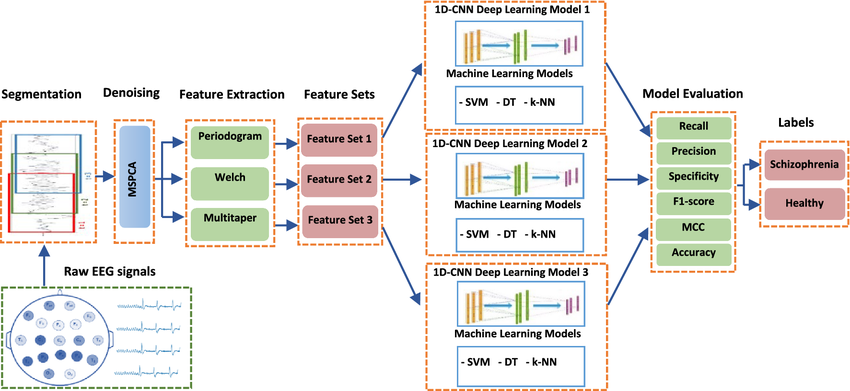 Segmentation
Denoising
MSPCA
Feature Extraction
Periodogram
Welch
Multitaper
Feature Sets
Feature Set 1
Feature Set 2
Feature Set 3
1D-CNN Deep Learning Model 1
Machine Learning Models
- SVM - DT - k-NN
1D-CNN Deep Learning Model 2
Machine Learning Models
- SVM - DT - k-NN
1D-CNN Deep Learning Model 3
Machine Learning Models
- SVM - DT - k-NN
Model Evaluation
Recall
Precision
Specificity
F1-score
MCC
Accuracy
Labels
Schizophrenia
Healthy
Raw EEG signals